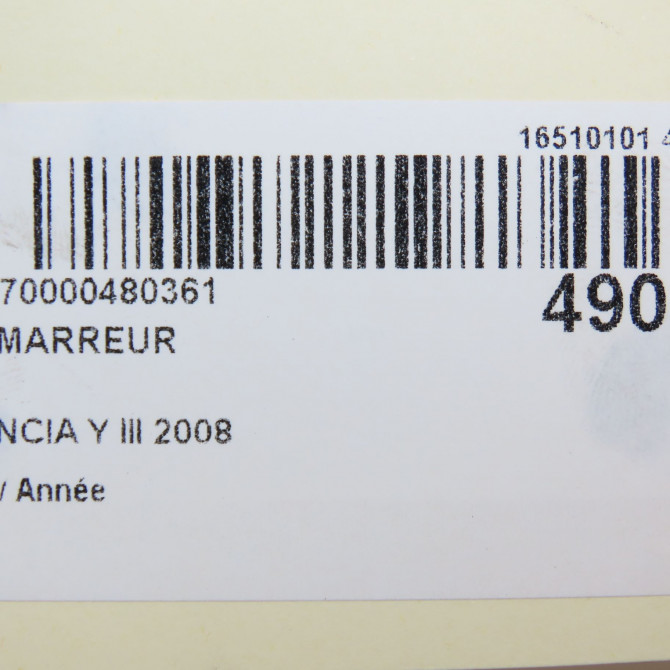 16510101 4
70000480361
490
MARREUR
NCIA Y III 2008
/ Année